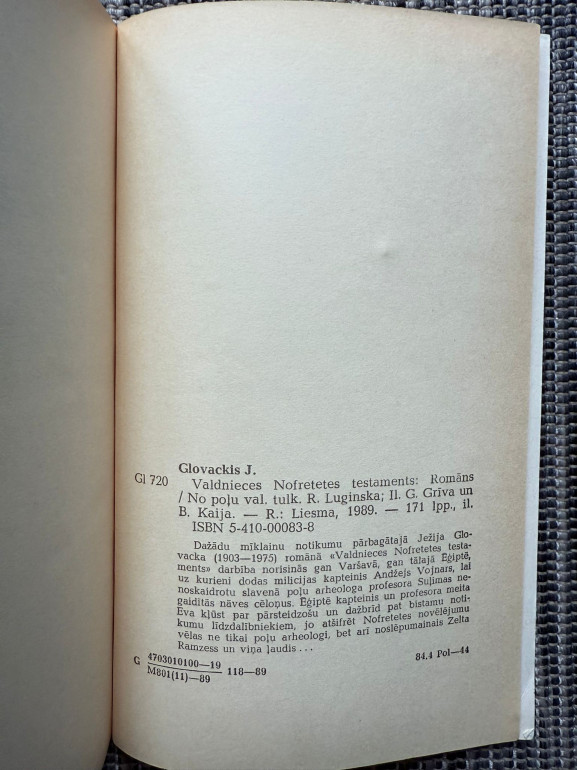 Glovackis J.
Gl 720 Valdnieces Nofretetes testaments: Romāns
/ No poļu val. tulk. R. Luginska; Il. G. Grīva un
B. Kaija. — R.: Liesma, 1989. — 171 lpp., il.
ISBN 5-410-00083-8
Dažādu mīklainu notikumu pārbagātajā Ježija Glo-
vacka (1903—1975) romānā «Valdnieces Nofretetes testa-
ments» darbība norisinās gan Varšavā, gan tālajā Ēģiptē,
uz kurieni dodas milicijas kapteinis Andžejs Voļnars, lai
noskaidrotu slavenā poļu arheologa profesora Suļimas ne-
gaidītās nāves cēloņus. Ēģiptē kapteinis un profesora meita
Eva kļūst par pārsteidzošu un dažbrīd pat bīstamu noti-
kumu līdzdalībniekiem, jo atšifrēt Nofretetes novēlējumu
vēlas ne tikai poļu arheologi, bet arī noslēpumainais Zelta
Ramzess un viņa ļaudis . . .
G 4703010100—19
M801(11)—89 118—89
84.4 Pol—44